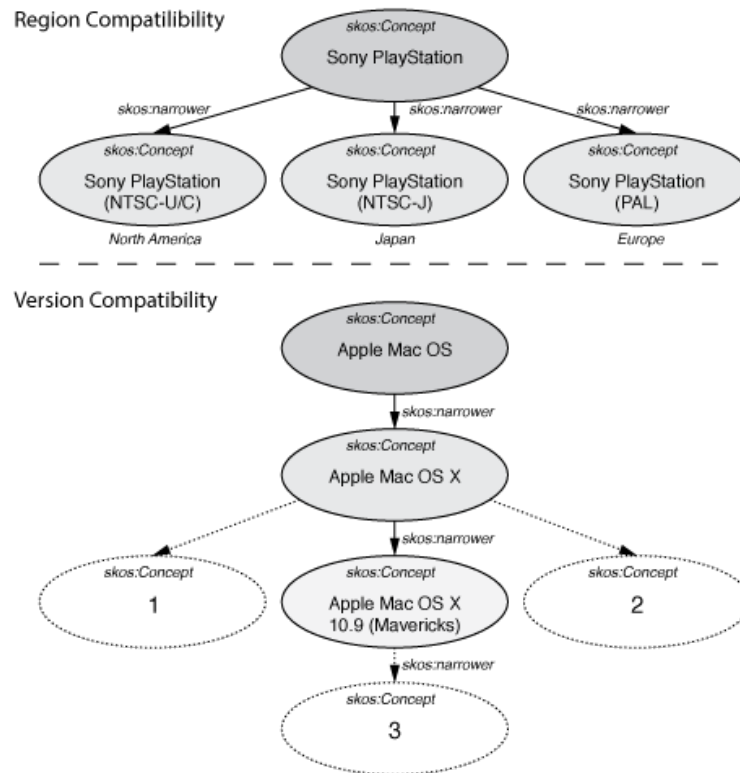 Region Compatilibility
skos:Concept
Sony PlayStation
skos:narrower
skos:narrower
skos:narrower
skos:Concept
Sony PlayStation
(NTSC-U/C)
North America
skos:Concept
Sony PlayStation
(NTSC-J)
Japan
skos:Concept
Sony PlayStation
(PAL)
Europe
Version Compatibility
skos:Concept
Apple Mac OS
skos:narrower
skos:Concept
Apple Mac OS X
skos:narrower
skos:Concept
1
skos:Concept
Apple Mac OS X
10.9 (Mavericks)
skos:Concept
2
skos:narrower
skos:Concept
3